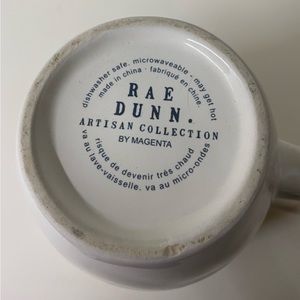 dishwasher safe. microwaveable - may get hot
made in china · fabriqué en chine.
RAE
DUNN.
ARTISAN COLLECTION
BY MAGENTA
risque de devenir très chaud
va au lave-vaisselle. va au micro-ondes